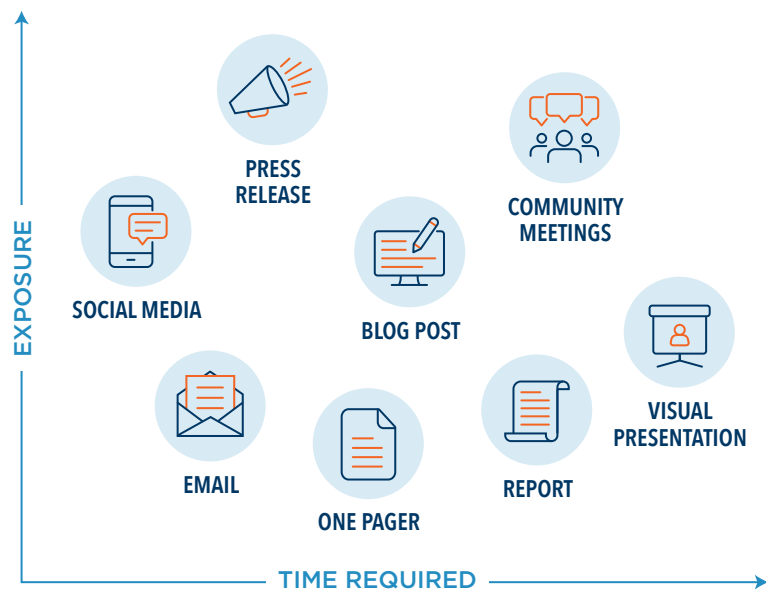 PRESS
RELEASE
COMMUNITY
MEETINGS
SOCIAL MEDIA
BLOG POST
EXPOSURE
VISUAL
PRESENTATION
EMAIL
REPORT
ONE PAGER
TIME REQUIRED